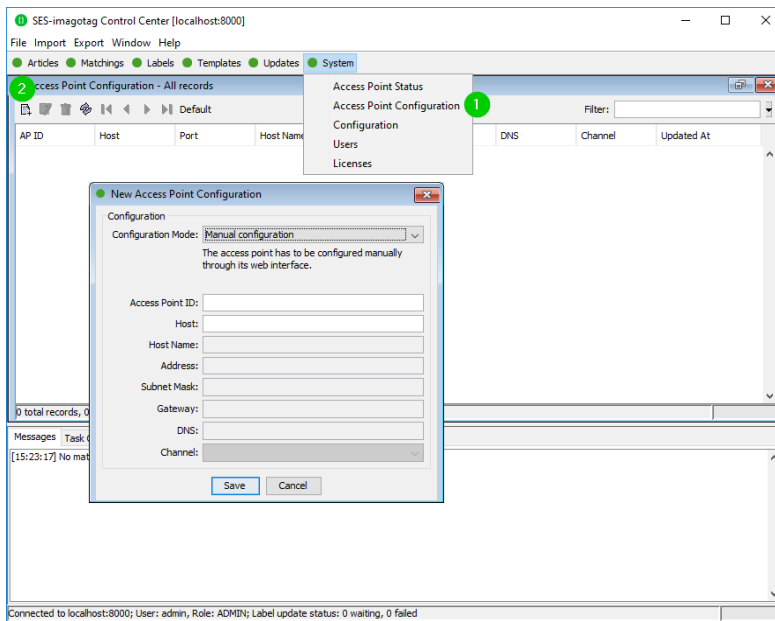 SES-imagotag Control Center [localhost:8000]
File Import Export Window Help
Articles Matchings Labels Templates Updates System
2 ccess Point Configuration - All records
Access Point Status
Access Point Configuration 1
Configuration
Users
Licenses
Default
Filter:
AP ID Host Port Host Name DNS Channel Updated At
New Access Point Configuration
Configuration
Configuration Mode: Manual configuration
The access point has to be configured manually
through its web interface.
Access Point ID:
Host:
Host Name:
Address:
Subnet Mask:
Gateway:
DNS:
Channel:
Save Cancel
0 total records, 0
Messages Task
[15:23:17] No mat
Connected to localhost:8000; User: admin, Role: ADMIN; Label update status: 0 waiting, 0 failed